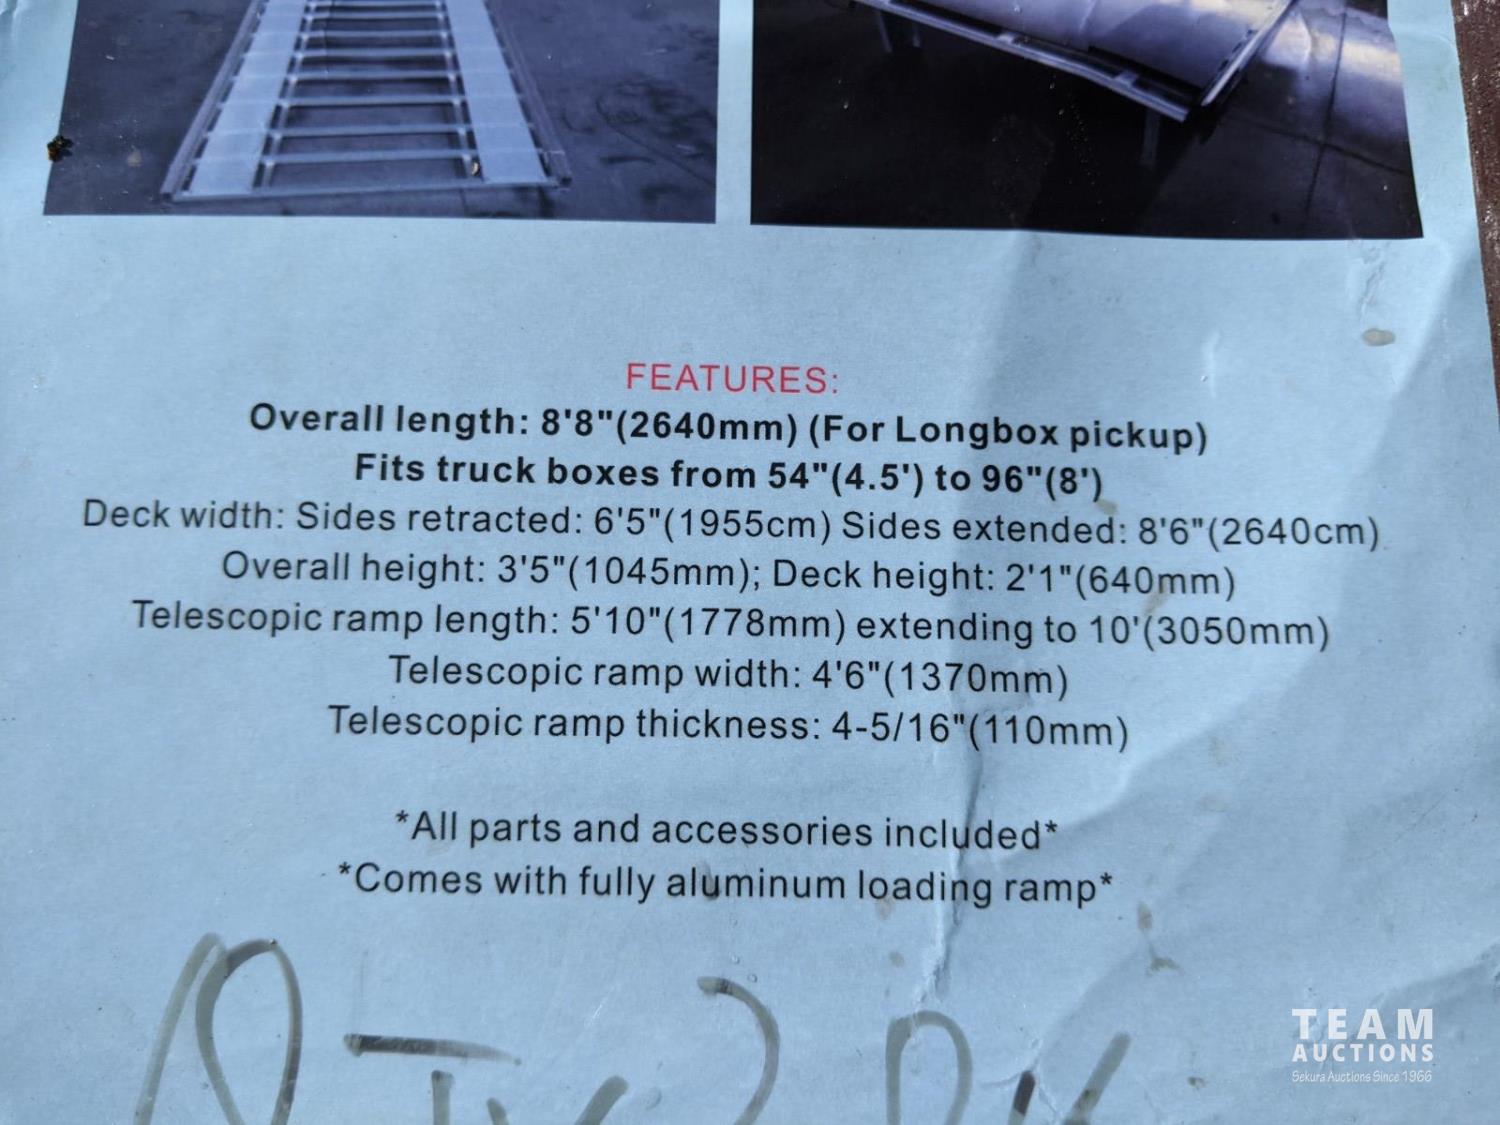 FEATURES:
Overall length: 8'8"(2640mm) (For Longbox pickup)
Fits truck boxes from 54"(4.5') to 96"(8')
Deck width: Sides retracted: 6'5"(1955cm) Sides extended: 8'6"(2640cm)
Overall height: 3'5"(1045mm); Deck height: 2'1"(640mm)
Telescopic ramp length: 5'10"(1778mm) extending to 10'(3050mm)
Telescopic ramp width: 4'6"(1370mm)
Telescopic ramp thickness: 4-5/16"(110mm)
*All parts and accessories included*
*Comes with fully aluminum loading ramp*
TEAM
AUCTIONS
Sekura Auctions Since 1966